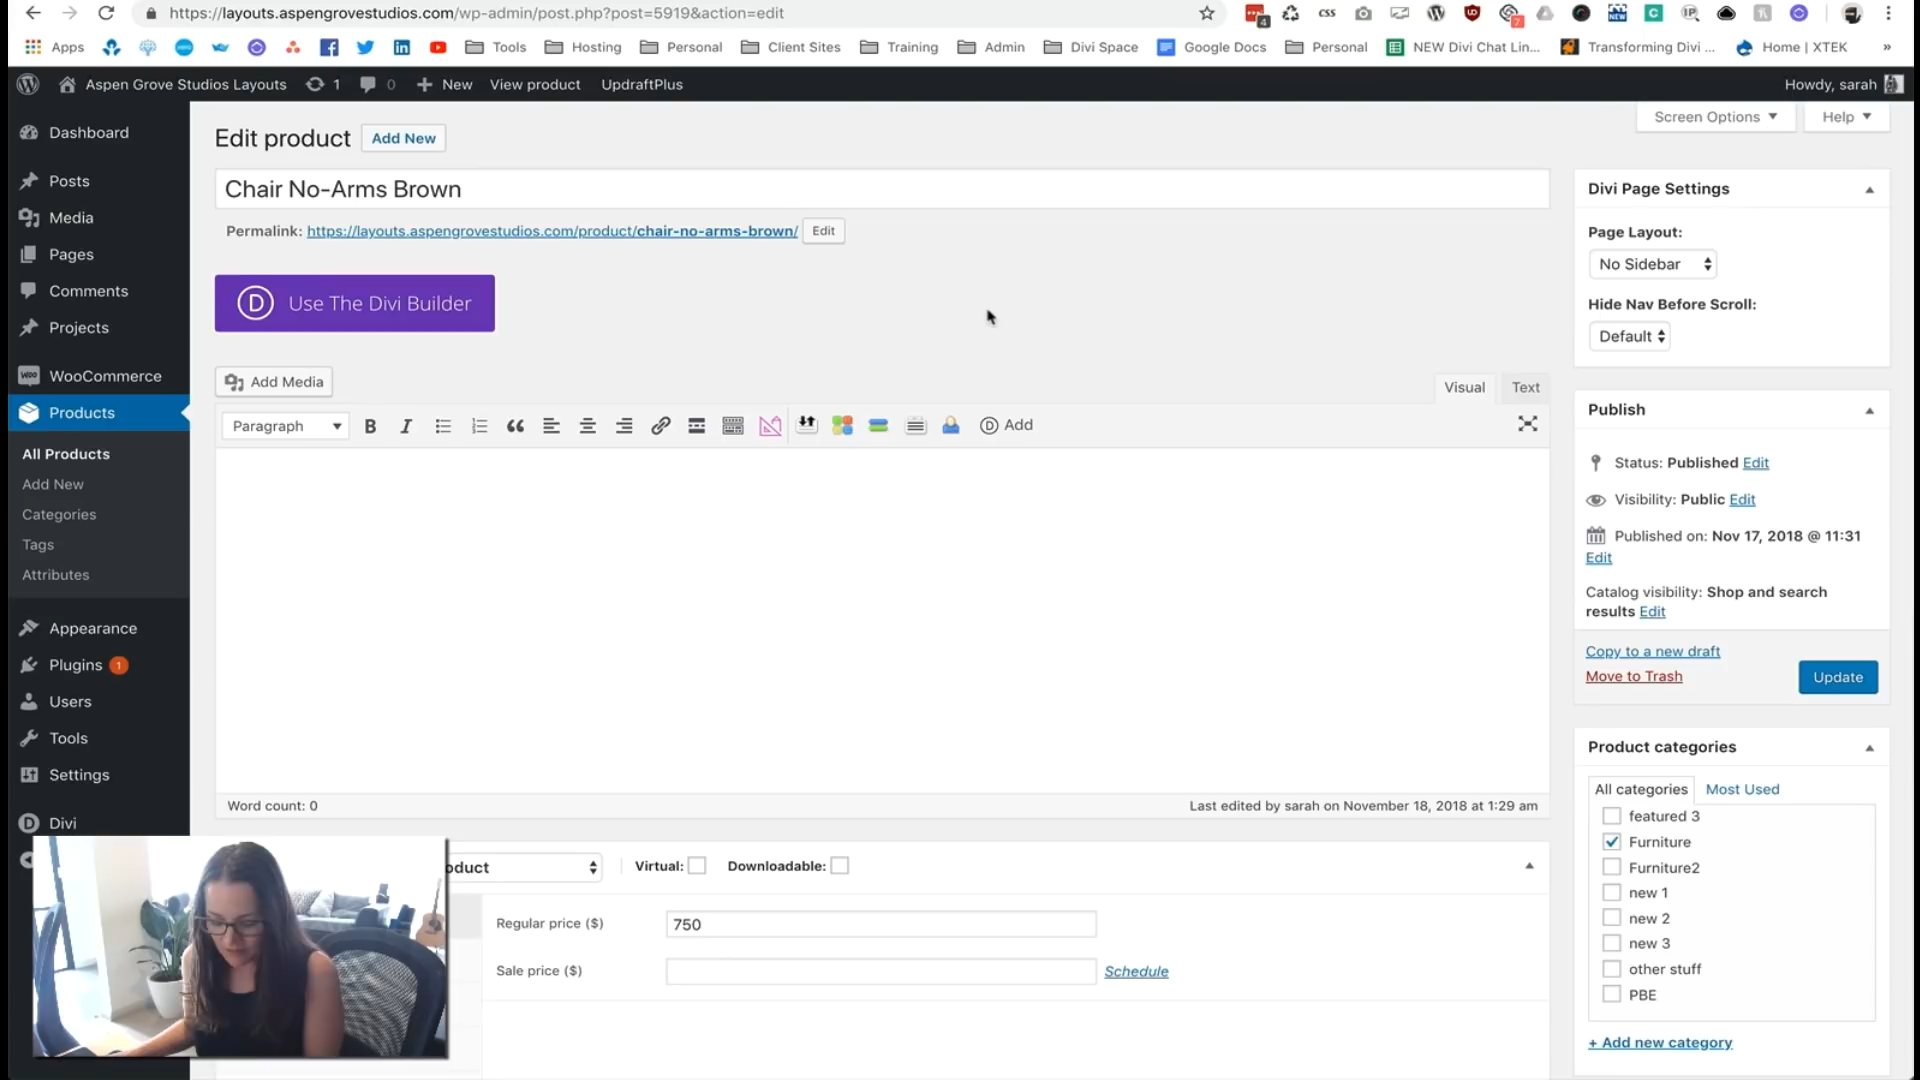 https://layouts.aspengrovestudios.com/wp-admin/post.php?post=5919&action=edit
4
css
7
NEW
IP
Apps
Tools
Hosting
Personal
Client Sites
Training
Admin
Divi Space
Google Docs
Personal
NEW Divi Chat Lin...
Transforming Divi ...
Home | XTEK
»
Aspen Grove Studios Layouts
1
0
New
View product
UpdraftPlus
Howdy, sarah
Dashboard
Posts
Media
Pages
Comments
Projects
WooCommerce
Products
All Products
Add New
Categories
Tags
Attributes
Appearance
Plugins 1
Users
Tools
Settings
Divi
Screen Options
Help
Edit product
Add New
Chair No-Arms Brown
Permalink: https://layouts.aspengrovestudios.com/product/chair-no-arms-brown/ Edit
D Use The Divi Builder
Add Media
Visual
Text
Paragraph
B
I
D Add
Word count: 0
Last edited by sarah on November 18, 2018 at 1:29 am
oduct
Virtual:
Downloadable:
Regular price ($)
750
Sale price ($)
Schedule
Divi Page Settings
Page Layout:
No Sidebar
Hide Nav Before Scroll:
Default
Publish
Status: Published Edit
Visibility: Public Edit
Published on: Nov 17, 2018 @ 11:31
Edit
Catalog visibility: Shop and search
results Edit
Copy to a new draft
Move to Trash
Update
Product categories
All categories
Most Used
featured 3
Furniture
Furniture2
new 1
new 2
new 3
other stuff
PBE
+ Add new category